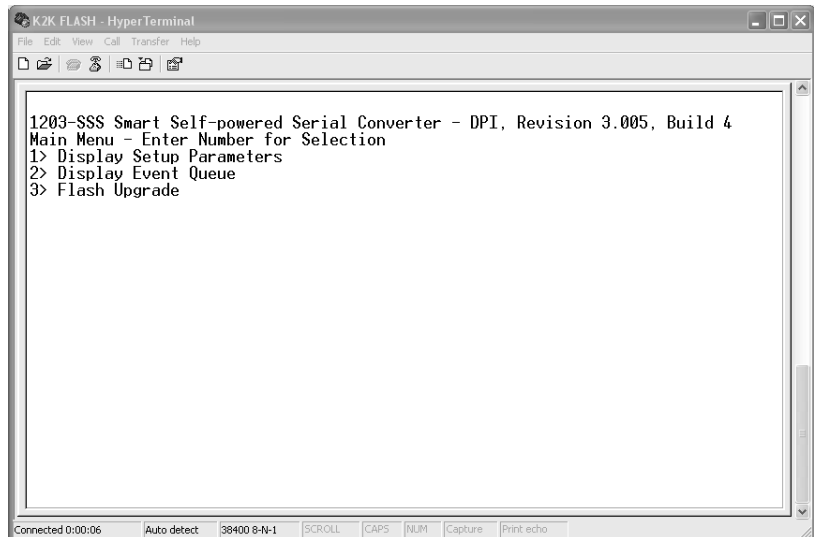 K2K FLASH - HyperTerminal
File Edit View Call Transfer Help
1203-SSS Smart Self-powered Serial Converter - DPI, Revision 3.005, Build 4
Main Menu - Enter Number for Selection
1> Display Setup Parameters
2> Display Event Queue
3> Flash Upgrade
Connected 0:00:06 Auto detect 38400 8-N-1 SCROLL CAPS NUM Capture Print echo